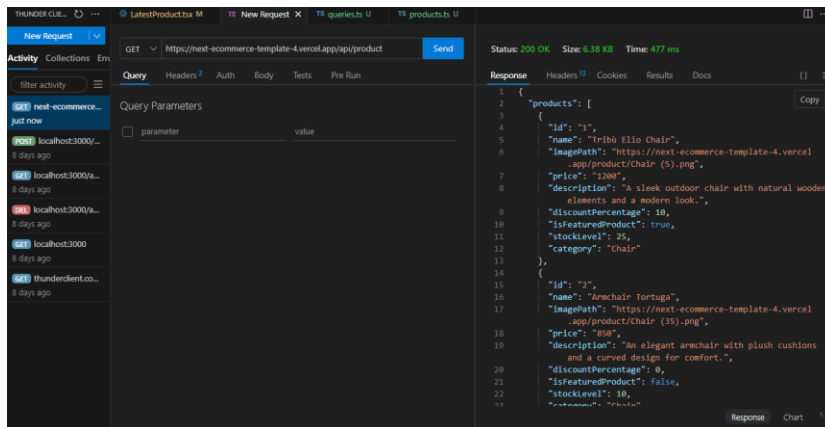 THUNDER CLIE...
LatestProduct.tsx M
TC New Request
TS queries.ts U
TS products.ts U
New Request
Activity Collections Env
filter activity
GET next-ecommerce...
just now
POST localhost:3000/...
8 days ago
GET localhost:3000/a...
8 days ago
DEL localhost:3000/a...
8 days ago
GET localhost:3000
8 days ago
GET thunderclient.co...
8 days ago
GET https://next-ecommerce-template-4.vercel.app/api/product Send
Query Headers 2 Auth Body Tests Pre Run
Query Parameters
parameter value
Status: 200 OK Size: 6.38 KB Time: 477 ms
Response Headers 13 Cookies Results Docs {}
Copy
1 {
2 "products": [
3 {
4 "id": "1",
5 "name": "Tribù Elio Chair",
6 "imagePath": "https://next-ecommerce-template-4.vercel
.app/product/Chair (5).png",
7 "price": "1200",
8 "description": "A sleek outdoor chair with natural wooden
elements and a modern look.",
9 "discountPercentage": 10,
10 "isFeaturedProduct": true,
11 "stockLevel": 25,
12 "category": "Chair"
13 },
14 {
15 "id": "2",
16 "name": "Armchair Tortuga",
17 "imagePath": "https://next-ecommerce-template-4.vercel
.app/product/Chair (35).png",
18 "price": "850",
19 "description": "An elegant armchair with plush cushions
and a curved design for comfort.",
20 "discountPercentage": 0,
21 "isFeaturedProduct": false,
22 "stockLevel": 10,
23 "category": "Chair"
Response Chart